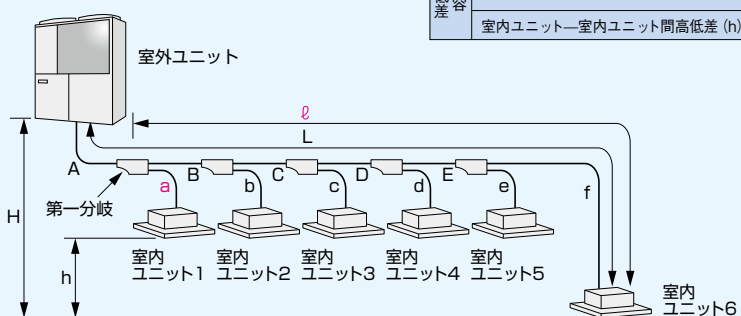 差
容
室内ユニット―室内ユニット間高低差 (h)
室外ユニット
ℓ
L
A
B
C
D
E
a
b
c
d
e
f
第一分岐
H
h
室内
ユニット1
室内
ユニット2
室内
ユニット3
室内
ユニット4
室内
ユニット5
室内
ユニット6